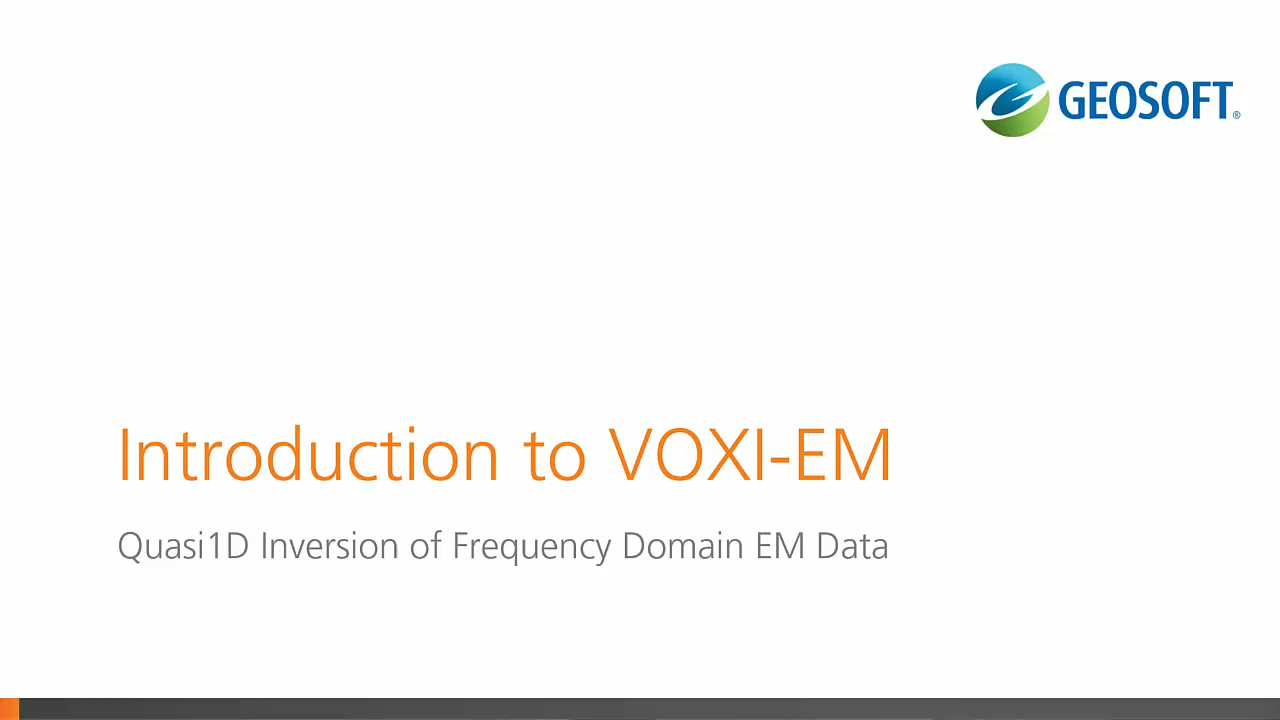 GEOSOFT®
Introduction to VOXI-EM
Quasi1D Inversion of Frequency Domain EM Data